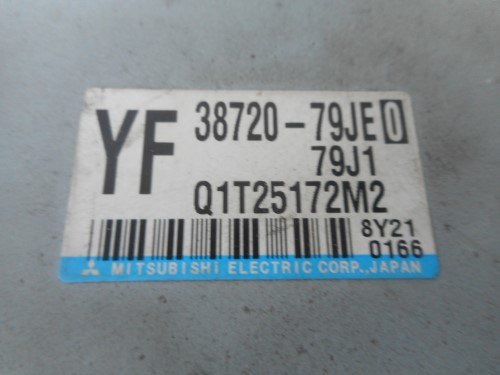 YF 38720-79JE0
79J1
Q1T25172M2
8Y21
0166
MITSUBISHI ELECTRIC CORP., JAPAN